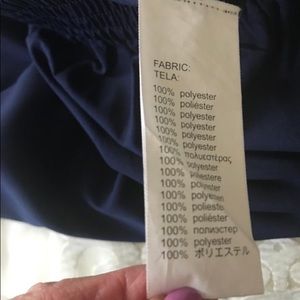 FABRIC:
TELA:
100% polyester
100% poliéster
100% polyester
100% polyester
100% polyester
100% polyester
100% πολυεστέρας
100% polyester
100% poliestere
100% polyester
100% polyester
100% poliester
100% poliéster
100% полиэстер
100% polyester
100% ポリエステル